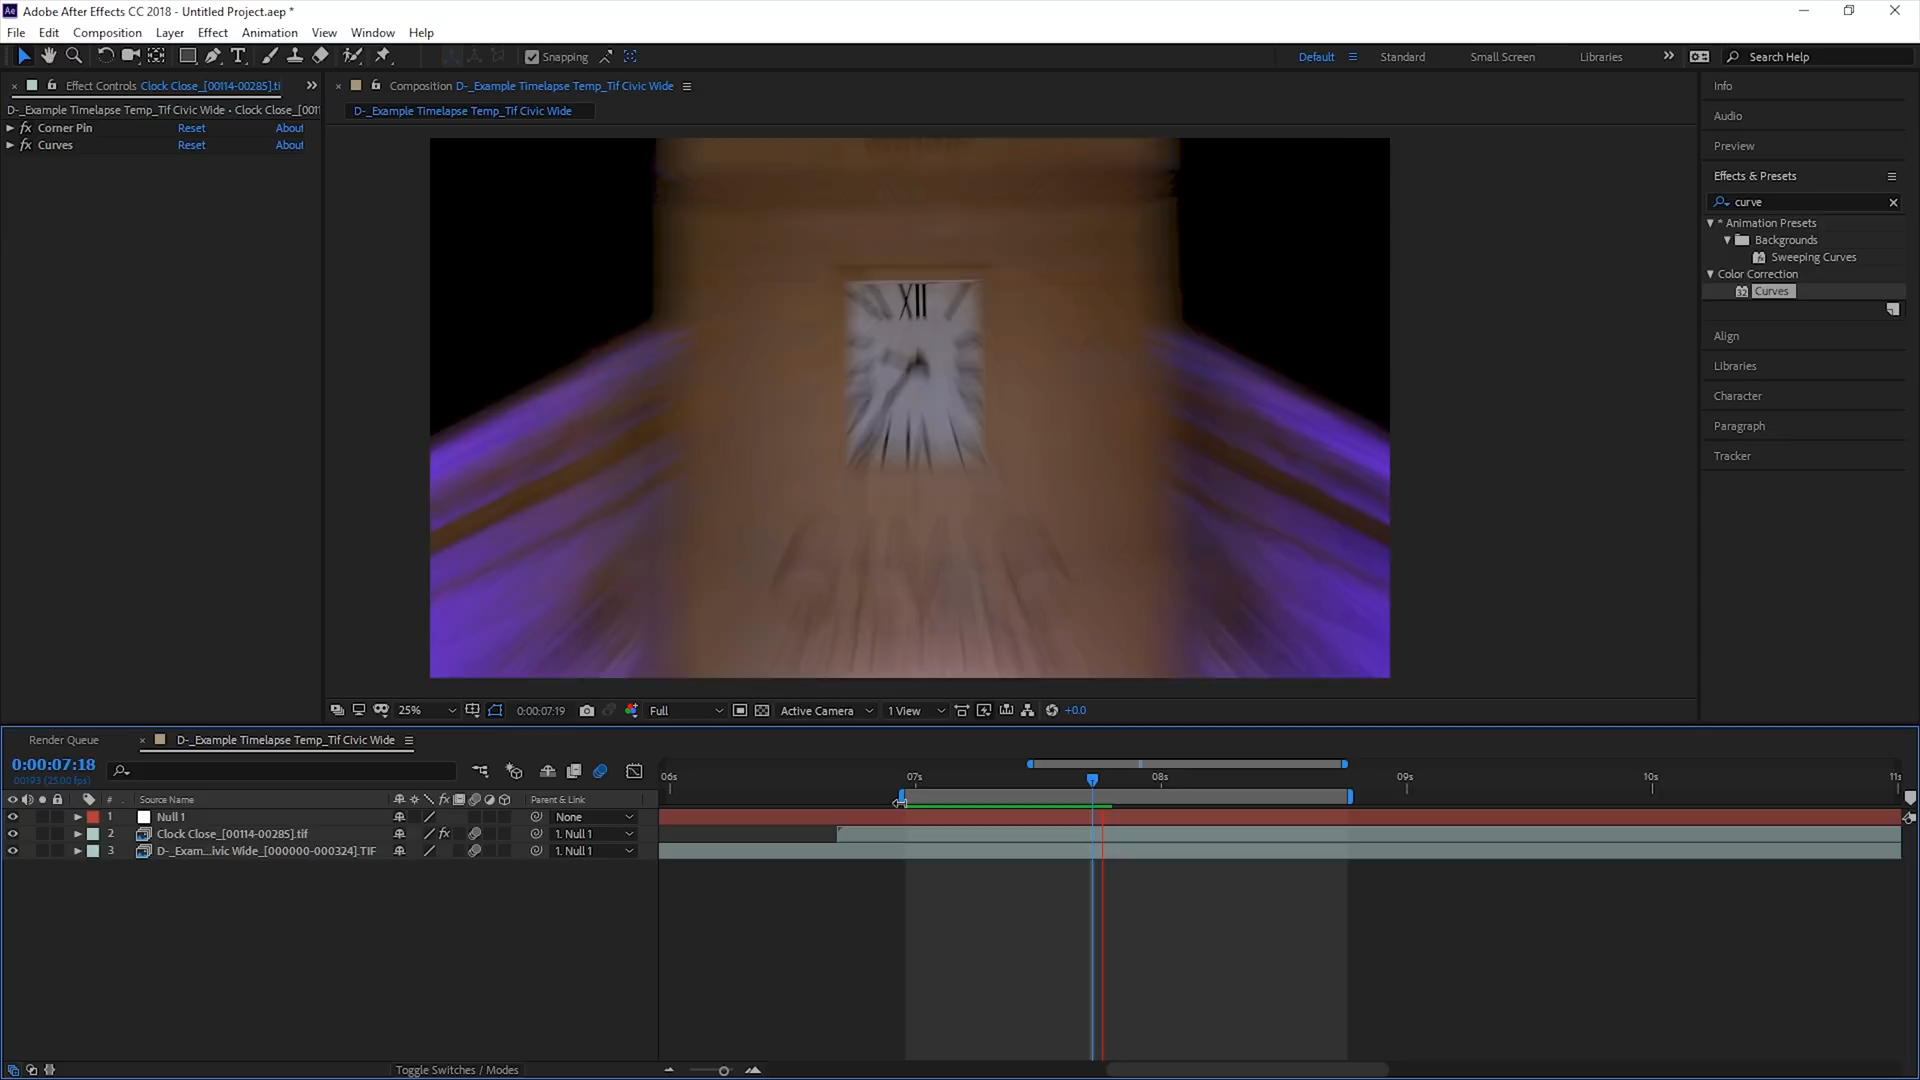 Ae Adobe After Effects CC 2018 - Untitled Project.aep *
File Edit Composition Layer Effect Animation View Window Help
Snapping Default Standard Small Screen Libraries Search Help
Effect Controls Clock Close_[00114-00285].ti
D-_Example Timelapse Temp_Tif Civic Wide • Clock Close_[0011
fx Corner Pin Reset About
fx Curves Reset About
Composition D-_Example Timelapse Temp_Tif Civic Wide
D-_Example Timelapse Temp_Tif Civic Wide
XII
25% 0:00:07:19 Full Active Camera 1 View +0.0
Info
Audio
Preview
Effects & Presets
curve
* Animation Presets
Backgrounds
Sweeping Curves
Color Correction
32 Curves
Align
Libraries
Character
Paragraph
Tracker
Render Queue D-_Example Timelapse Temp_Tif Civic Wide
0:00:07:18
00193 (25.00 fps)
06s 07s 08s 09s 10s 11s
# Source Name fx Parent & Link
1 Null 1 None
2 Clock Close_[00114-00285].tif fx 1. Null 1
3 D-_Exam...ivic Wide_[000000-000324].TIF 1. Null 1
Toggle Switches / Modes